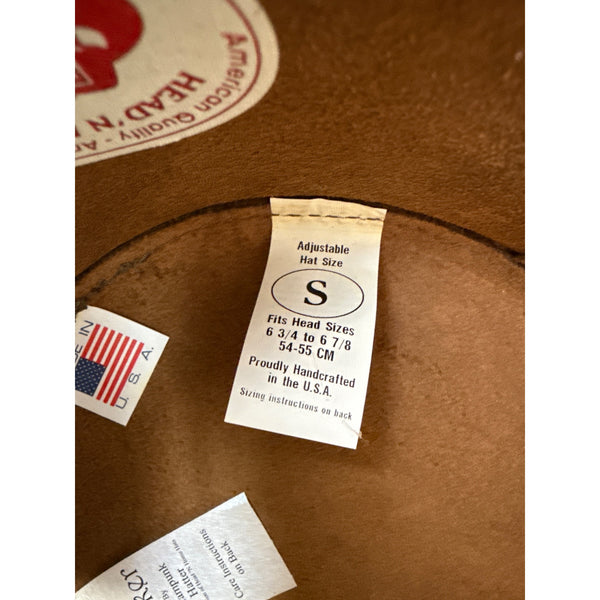 American Quality - A
HEAD'N
Adjustable
Hat Size
S
Fits Head Sizes
6 3/4 to 6 7/8
54-55 CM
Proudly Handcrafted
in the U.S.A.
Sizing instructions on back
IN
U.S.A.
Hatter
Care Instructions
on Back